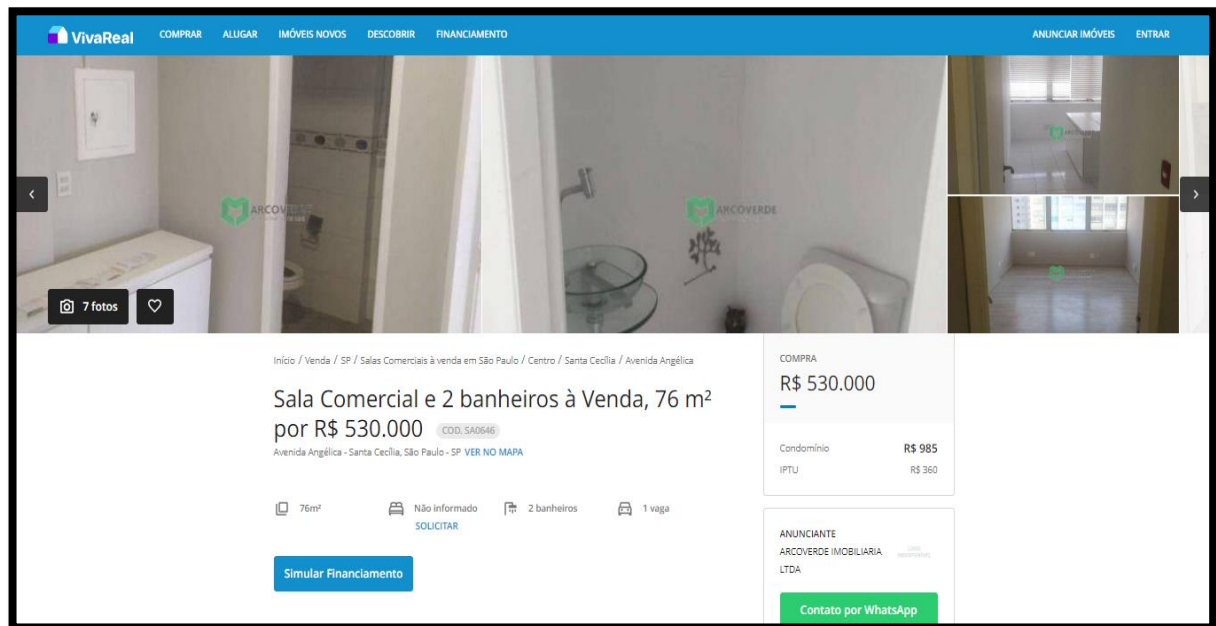 VivaReal COMPRAR ALUGAR IMÓVEIS NOVOS DESCOBRIR FINANCIAMENTO ANUNCIAR IMÓVEIS ENTRAR
ARCOVERDE
ARCOVERDE
7 fotos
Início / Venda / SP / Salas Comerciais à venda em São Paulo / Centro / Santa Cecília / Avenida Angélica
Sala Comercial e 2 banheiros à Venda, 76 m²
por R$ 530.000 COD. SA0646
Avenida Angélica - Santa Cecília, São Paulo - SP VER NO MAPA
76m² Não informado 2 banheiros 1 vaga
SOLICITAR
Simular Financiamento
COMPRA
R$ 530.000
Condomínio R$ 985
IPTU R$ 360
ANUNCIANTE
ARCOVERDE IMOBILIARIA
LTDA
Contato por WhatsApp